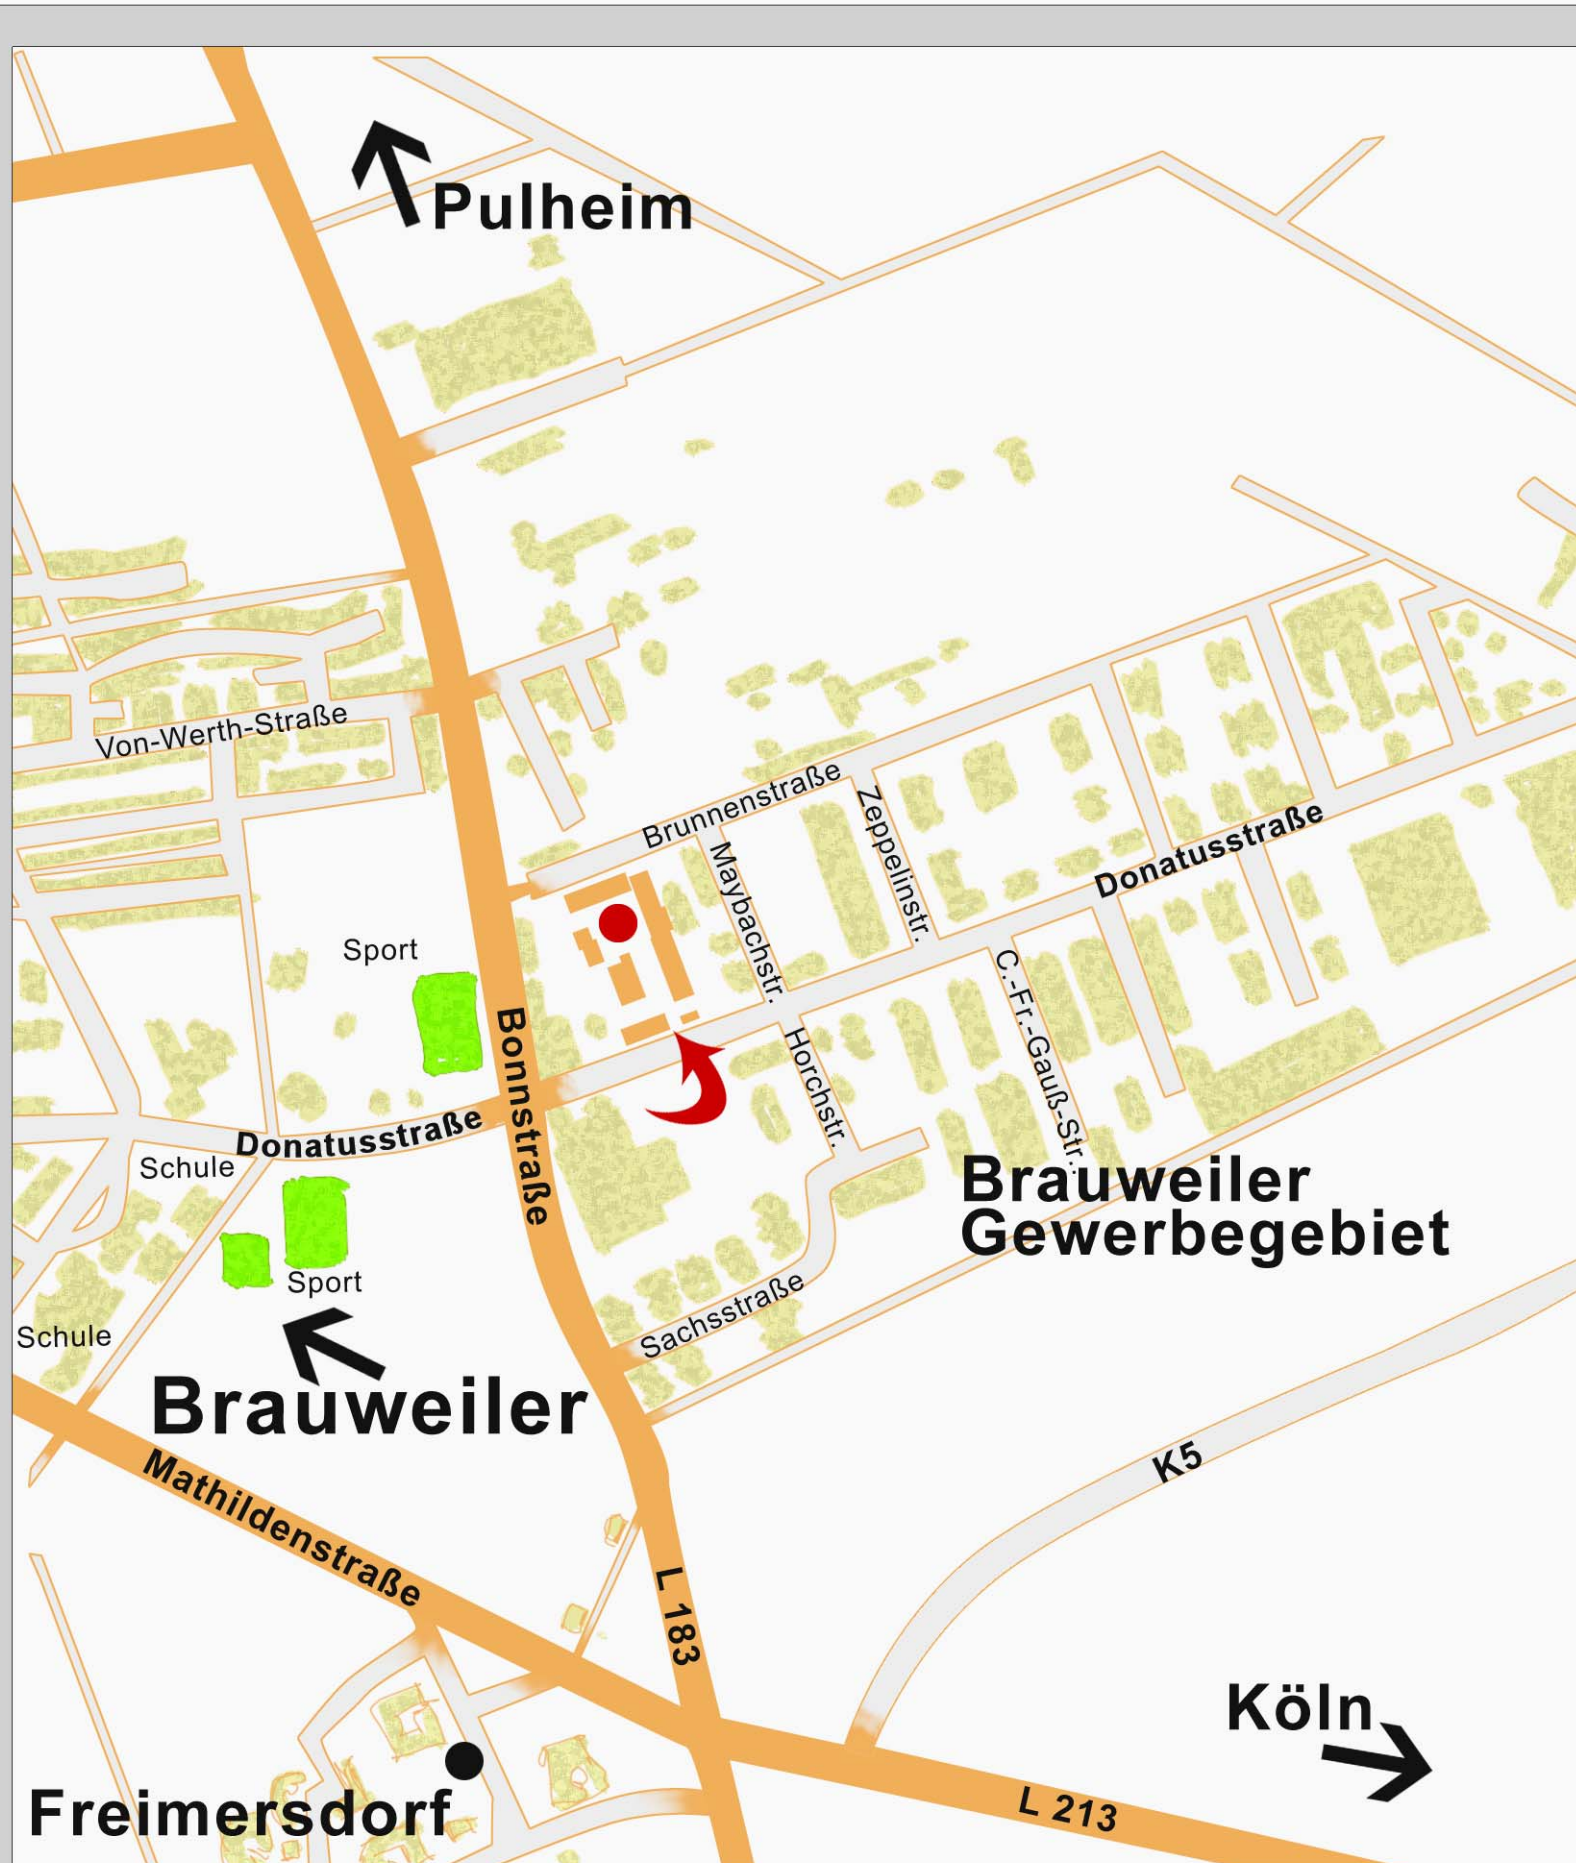 Pulheim
Von-Werth-Straße
Brunnenstraße
Zeppelinstr.
Maybachstr.
Donatusstraße
Sport
C.-Fr.-Gauß-Str.
Bonnstraße
Horchstr.
Donatusstraße
Schule
Brauweiler
Gewerbegebiet
Sport
Sachsstraße
Schule
Brauweiler
K5
Mathildenstraße
L 183
Köln
L 213
Freimersdorf